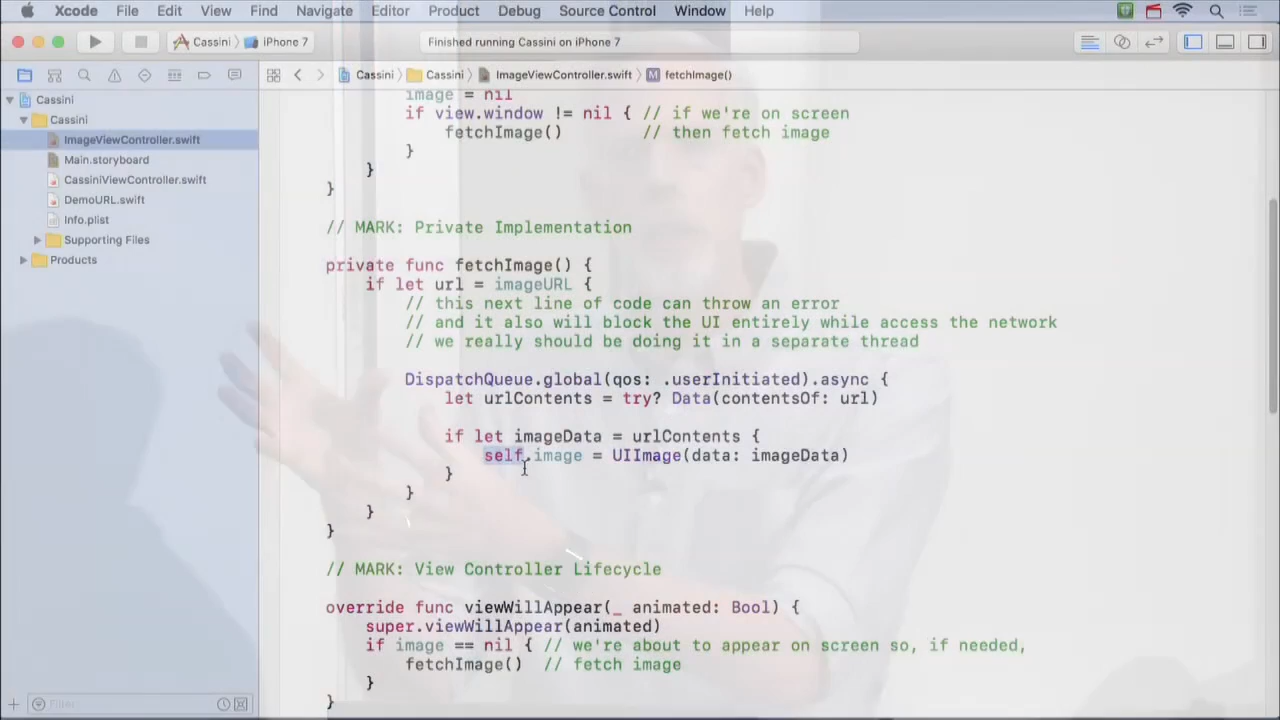 Xcode File Edit View Find Navigate Editor Product Debug Source Control Window Help
Cassini iPhone 7 Finished running Cassini on iPhone 7
Cassini Cassini ImageViewController.swift M fetchImage()
Cassini
Cassini
ImageViewController.swift
Main.storyboard
CassiniViewController.swift
DemoURL.swift
Info.plist
Supporting Files
Products
Filter
image = nil
if view.window != nil { // if we're on screen
fetchImage() // then fetch image
}
}
}
// MARK: Private Implementation
private func fetchImage() {
if let url = imageURL {
// this next line of code can throw an error
// and it also will block the UI entirely while access the network
// we really should be doing it in a separate thread
DispatchQueue.global(qos: .userInitiated).async {
let urlContents = try? Data(contentsOf: url)
if let imageData = urlContents {
self.image = UIImage(data: imageData)
}
}
}
}
// MARK: View Controller Lifecycle
override func viewWillAppear(_ animated: Bool) {
super.viewWillAppear(animated)
if image == nil { // we're about to appear on screen so, if needed,
fetchImage() // fetch image
}
}